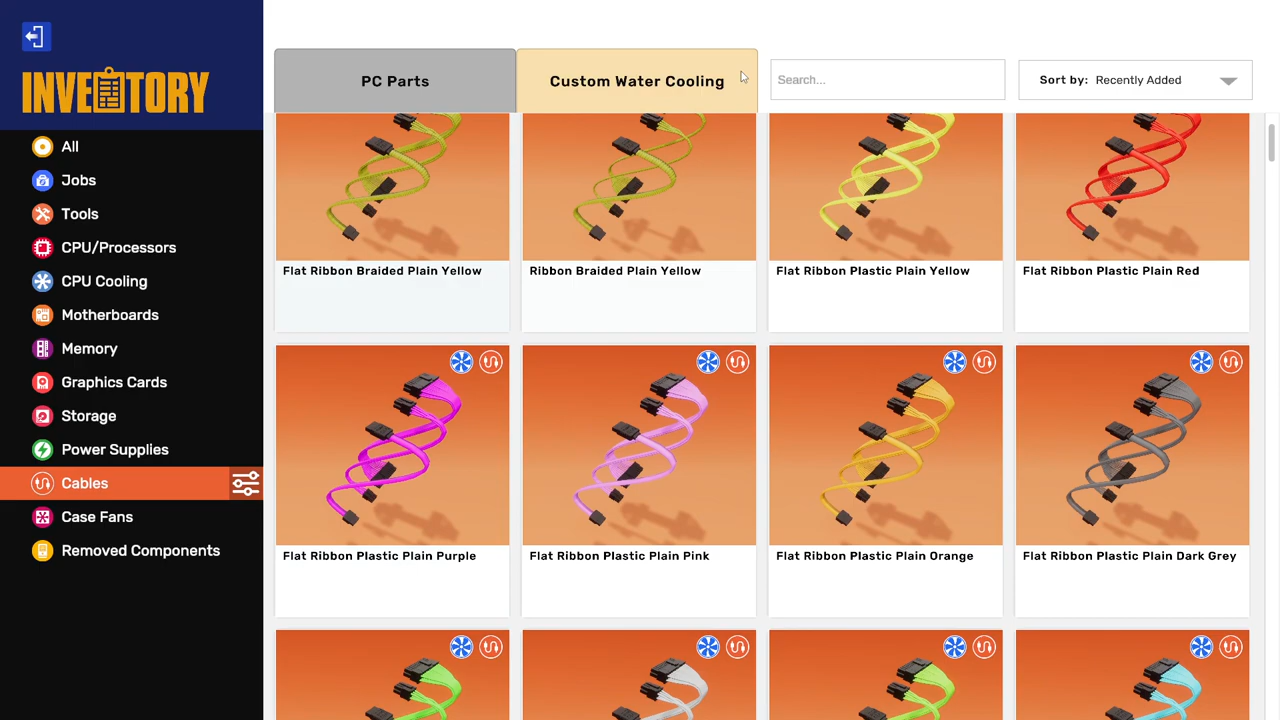 INVENTORY
All
Jobs
Tools
CPU/Processors
CPU Cooling
Motherboards
Memory
Graphics Cards
Storage
Power Supplies
Cables
Case Fans
Removed Components
PC Parts
Custom Water Cooling
Search...
Sort by: Recently Added
Flat Ribbon Braided Plain Yellow
Ribbon Braided Plain Yellow
Flat Ribbon Plastic Plain Yellow
Flat Ribbon Plastic Plain Red
Flat Ribbon Plastic Plain Purple
Flat Ribbon Plastic Plain Pink
Flat Ribbon Plastic Plain Orange
Flat Ribbon Plastic Plain Dark Grey